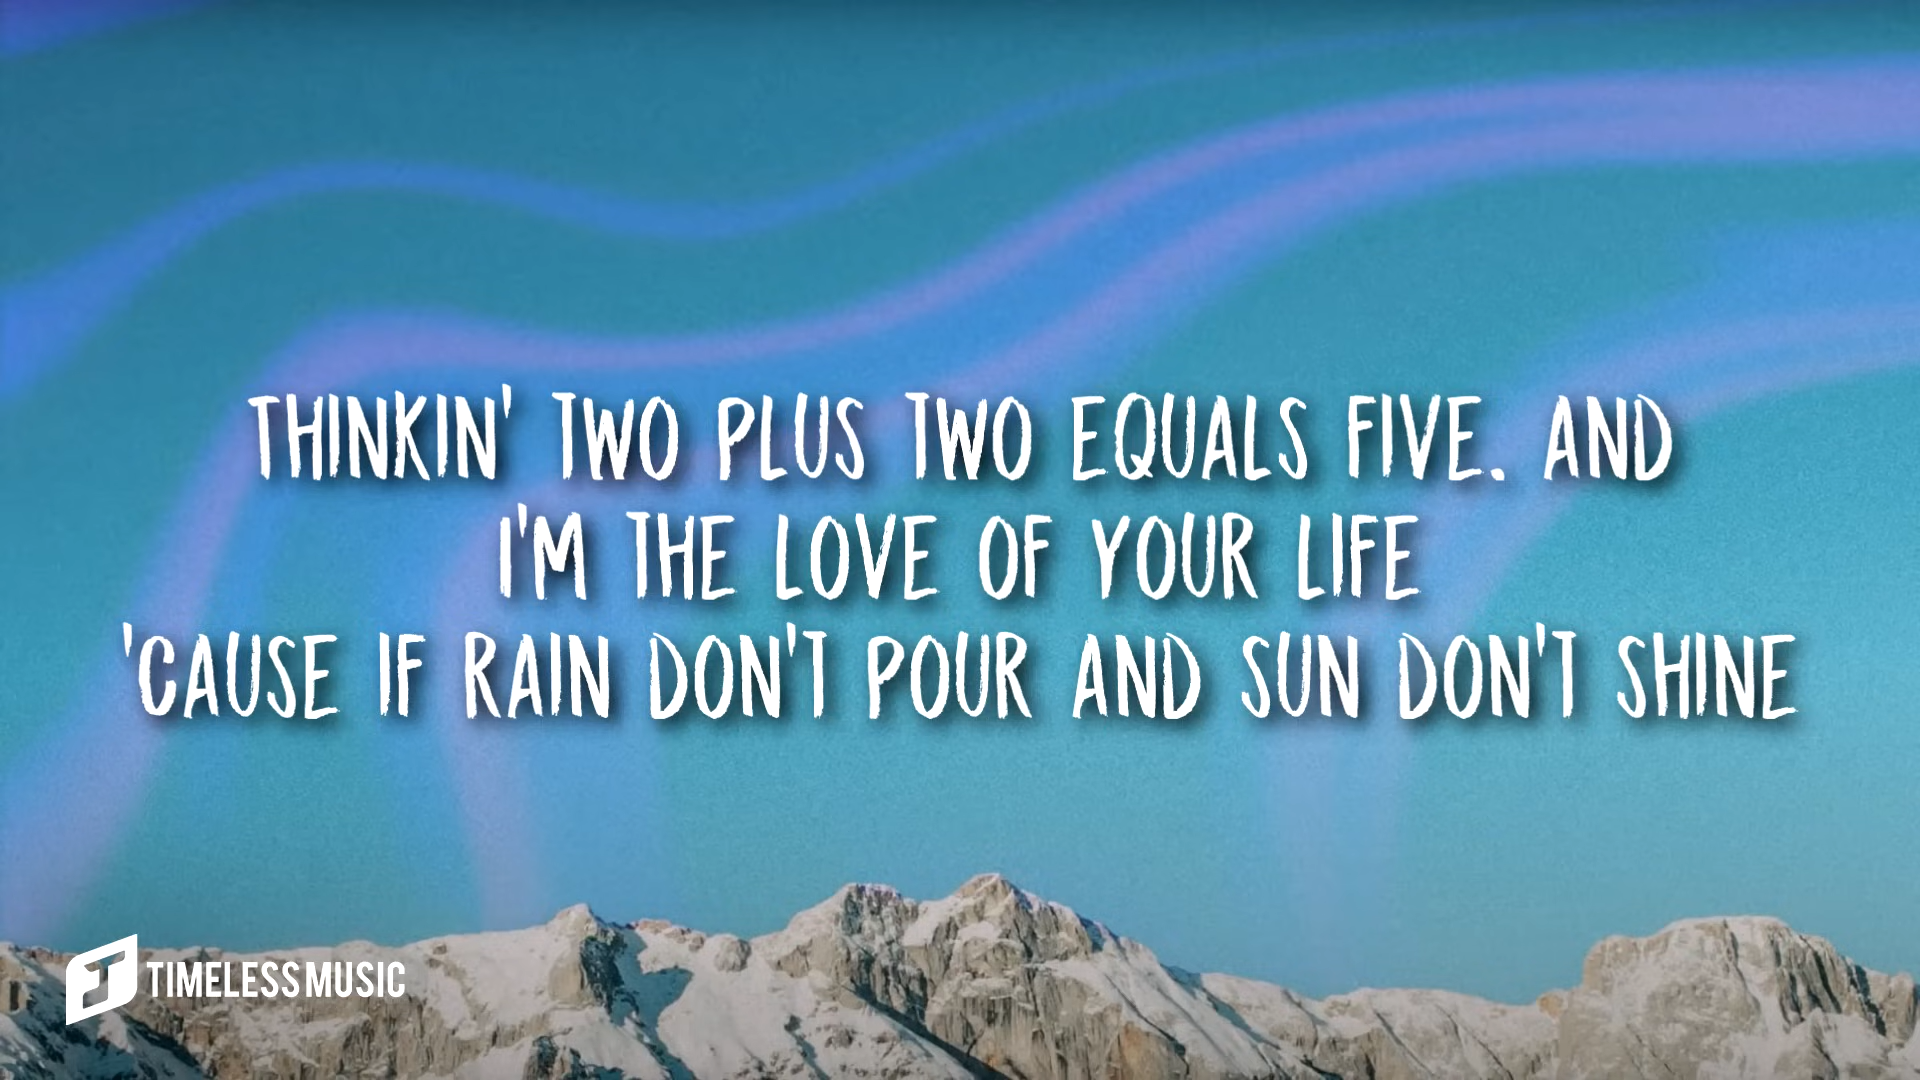 THINKIN' TWO PLUS TWO EQUALS FIVE. AND
I'M THE LOVE OF YOUR LIFE
'CAUSE IF RAIN DON'T POUR AND SUN DON'T SHINE
TIMELESS MUSIC